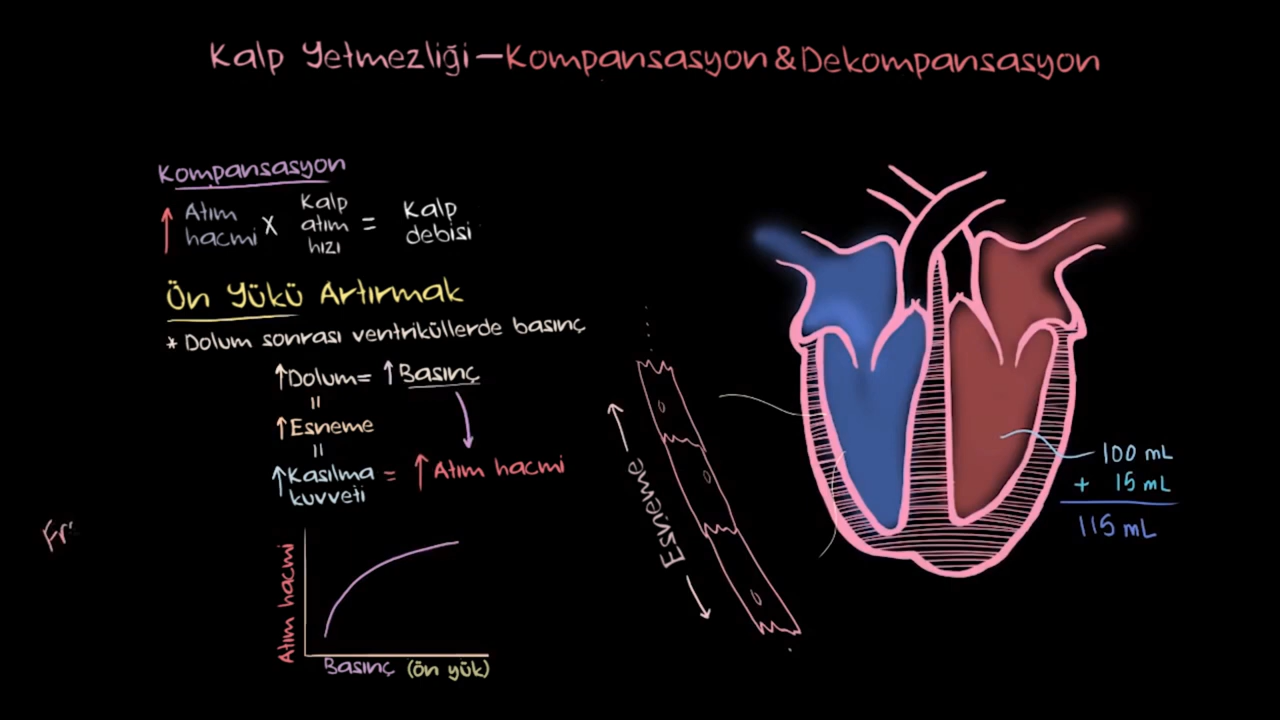 Kalp Yetmezliği-Kompansasyon & Dekompansasyon
Kompansasyon
↑ Atım hacmi x Kalp atım hızı = Kalp debisi
Ön Yükü Artırmak
* Dolum sonrası ventriküllerde basınç
↑Dolum= ↑Basınç
=
↑Esneme
=
↑Kasılma kuvveti = ↑Atım hacmi
Atım hacmi
Basınç (ön yük)
← Esneme →
100 mL
+ 15 mL
115 mL